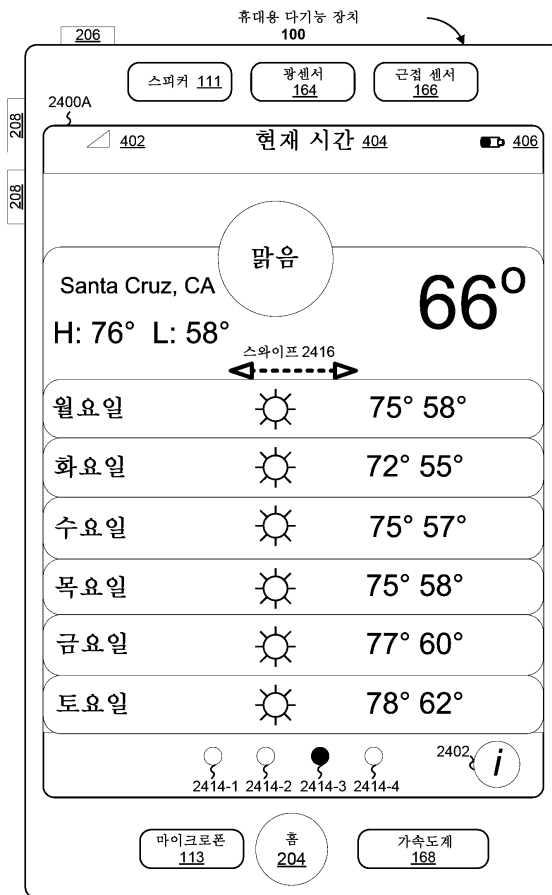 휴대용 다기능 장치
100
206
스피커 111
광센서
164
근접 센서
166
2400A
208
208
402
현재 시간 404
406
맑음
Santa Cruz, CA
66°
H: 76° L: 58°
스와이프 2416
월요일 75° 58°
화요일 72° 55°
수요일 75° 57°
목요일 75° 58°
금요일 77° 60°
토요일 78° 62°
2402
i
2414-1 2414-2 2414-3 2414-4
마이크로폰
113
홈
204
가속도계
168